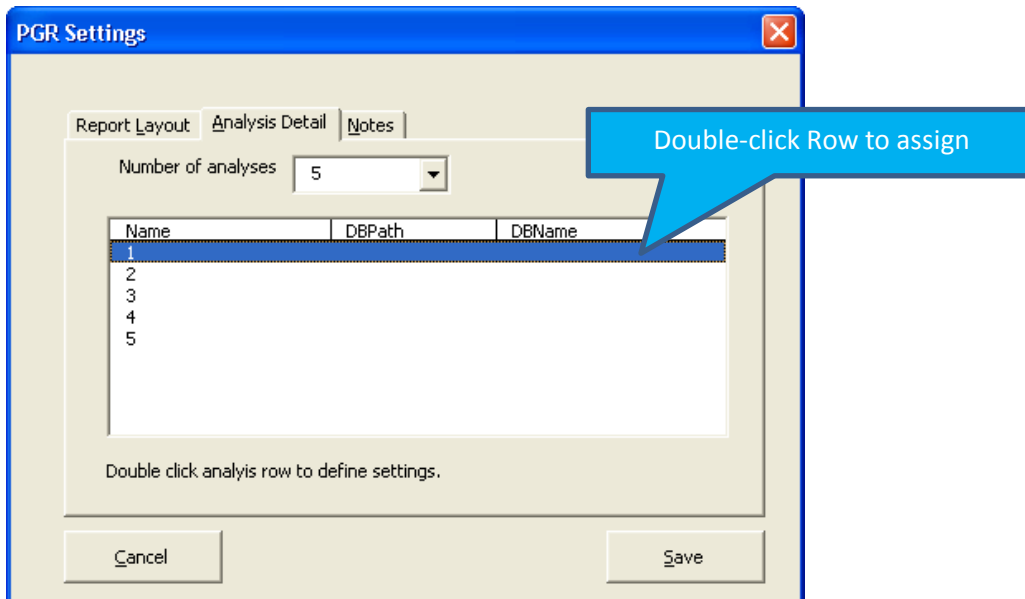 PGR Settings
Report Layout Analysis Detail Notes
Double-click Row to assign
Number of analyses 5
Name DBPath DBName
1
2
3
4
5
Double click analyis row to define settings.
Cancel Save